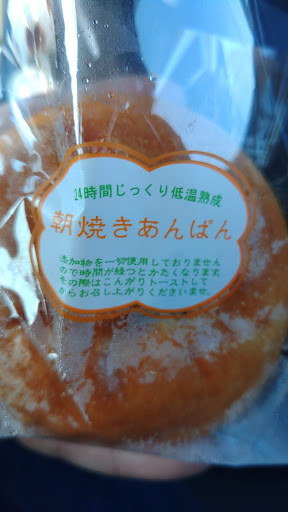 24時間じっくり低温熟成
朝焼きあんぱん
添加物を一切使用しておりません
ので時間が経つとかたくなります
その際はこんがりトーストして
からお召し上がりくださいませ。